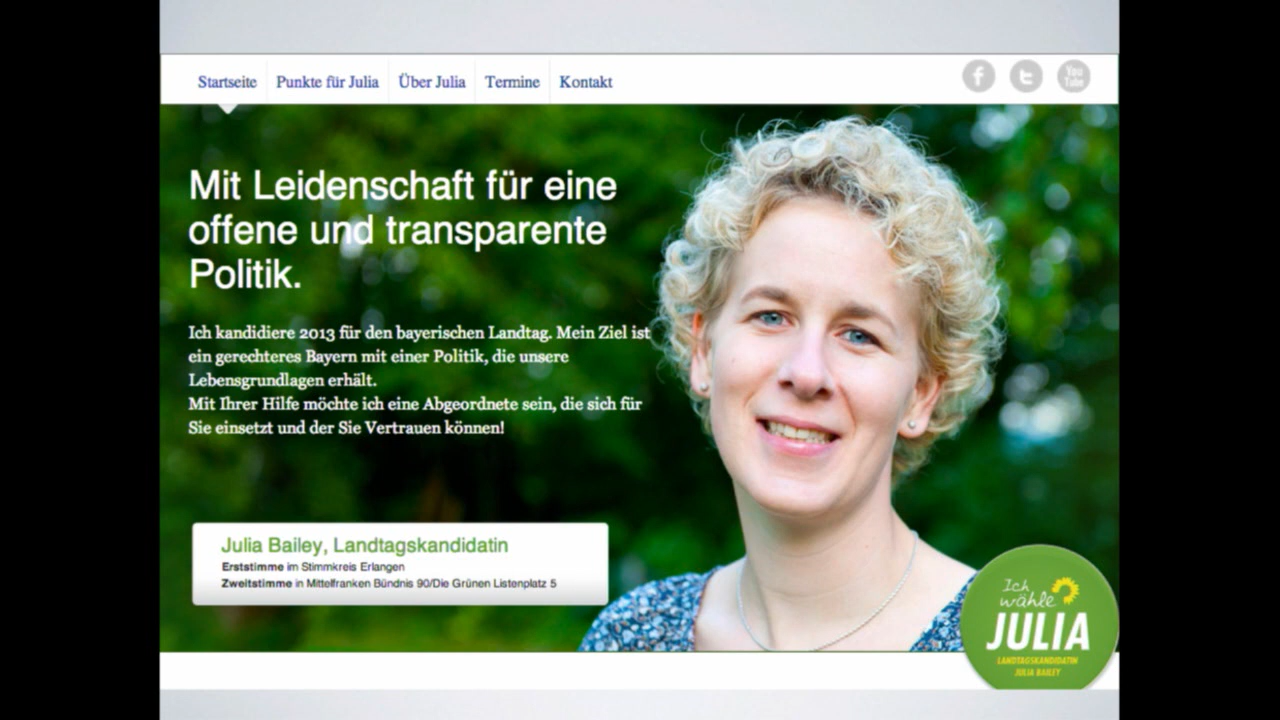 Startseite
Punkte für Julia
Über Julia
Termine
Kontakt
f
t
You
Tube
Mit Leidenschaft für eine
offene und transparente
Politik.
Ich kandidiere 2013 für den bayerischen Landtag. Mein Ziel ist
ein gerechteres Bayern mit einer Politik, die unsere
Lebensgrundlagen erhält.
Mit Ihrer Hilfe möchte ich eine Abgeordnete sein, die sich für
Sie einsetzt und der Sie Vertrauen können!
Julia Bailey, Landtagskandidatin
Erststimme im Stimmkreis Erlangen
Zweitstimme in Mittelfranken Bündnis 90/Die Grünen Listenplatz 5
Ich
wähle
JULIA
LANDTAGSKANDIDATIN
JULIA BAILEY